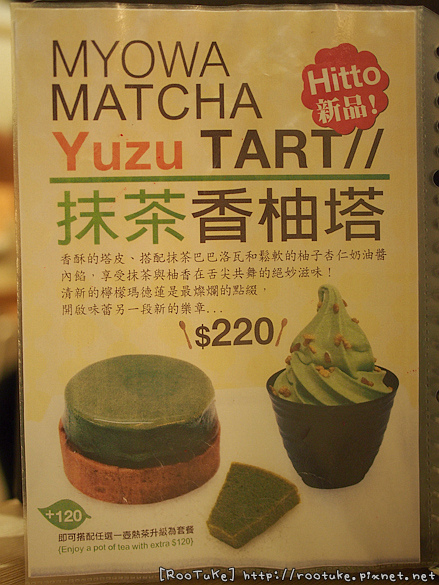 MYOWA
MATCHA
Hitto
新品!
Yuzu TART//
抹茶香柚塔
香酥的塔皮、搭配抹茶巴巴洛瓦和鬆軟的柚子杏仁奶油醬
內餡，享受抹茶與柚香在舌尖共舞的絕妙滋味！
清新的檸檬瑪德蓮是最燦爛的點綴，
開啟味蕾另一段新的樂章...
$220
+120
即可搭配任選一壺熱茶升級為套餐
(Enjoy a pot of tea with extra $120)
[RooTuKe] http://rootuke.pixnet.net